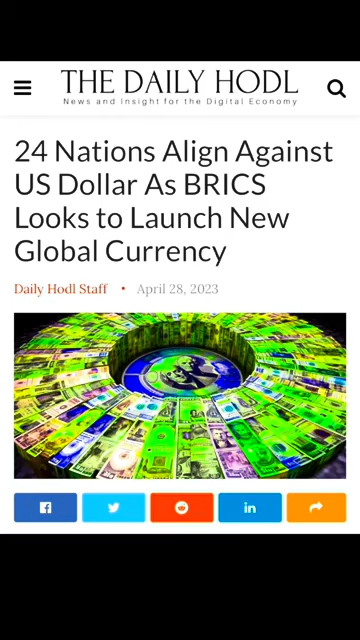 THE DAILY HODL
News and Insight for the Digital Economy
24 Nations Align Against
US Dollar As BRICS
Looks to Launch New
Global Currency
Daily Hodl Staff • April 28, 2023